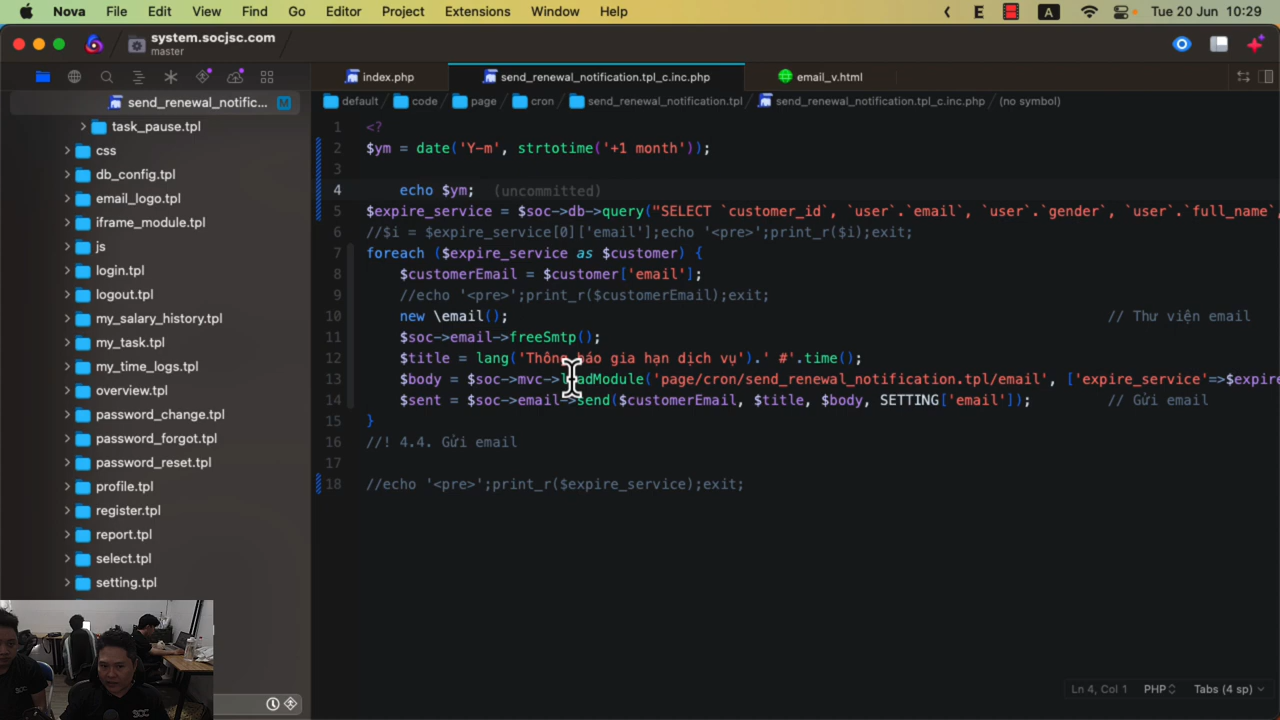 Nova File Edit View Find Go Editor Project Extensions Window Help E A Tue 20 Jun 10:29
system.socjsc.com
master
index.php send_renewal_notification.tpl_c.inc.php email_v.html
send_renewal_notific... M
default code page cron send_renewal_notification.tpl send_renewal_notification.tpl_c.inc.php (no symbol)
task_pause.tpl
css
db_config.tpl
email_logo.tpl
iframe_module.tpl
js
login.tpl
logout.tpl
my_salary_history.tpl
my_task.tpl
my_time_logs.tpl
overview.tpl
password_change.tpl
password_forgot.tpl
password_reset.tpl
profile.tpl
register.tpl
report.tpl
select.tpl
setting.tpl
1 <?
2 $ym = date('Y-m', strtotime('+1 month'));
3
4 echo $ym; (uncommitted)
5 $expire_service = $soc->db->query("SELECT `customer_id`, `user`.`email`, `user`.`gender`, `user`.`full_name`
6 //$i = $expire_service[0]['email'];echo '<pre>';print_r($i);exit;
7 foreach ($expire_service as $customer) {
8 $customerEmail = $customer['email'];
9 //echo '<pre>';print_r($customerEmail);exit;
10 new \email(); // Thư viện email
11 $soc->email->freeSmtp();
12 $title = lang('Thông báo gia hạn dịch vụ').' #'.time();
13 $body = $soc->mvc->loadModule('page/cron/send_renewal_notification.tpl/email', ['expire_service'=>$expire
14 $sent = $soc->email->send($customerEmail, $title, $body, SETTING['email']); // Gửi email
15 }
16 //! 4.4. Gửi email
17
18 //echo '<pre>';print_r($expire_service);exit;
SOC
Ln 4, Col 1 PHP Tabs (4 sp)